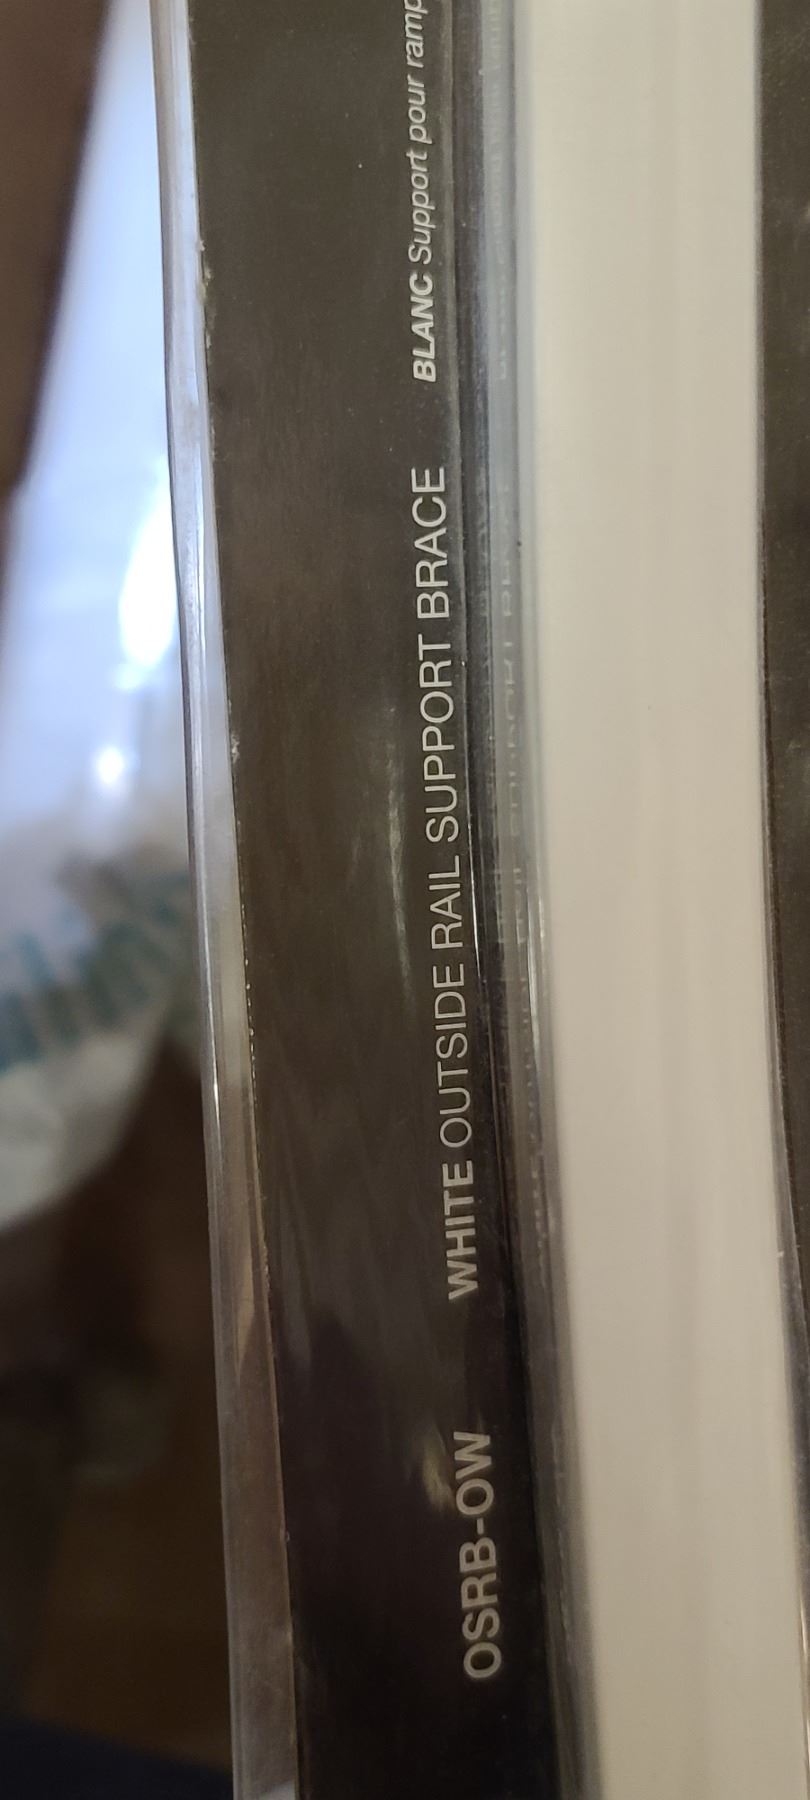 OSRB-OW WHITE OUTSIDE RAIL SUPPORT BRACE BLANC Support pour